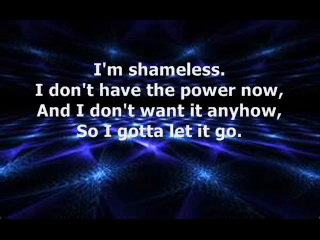 I'm shameless.
I don't have the power now,
And I don't want it anyhow,
So I gotta let it go.